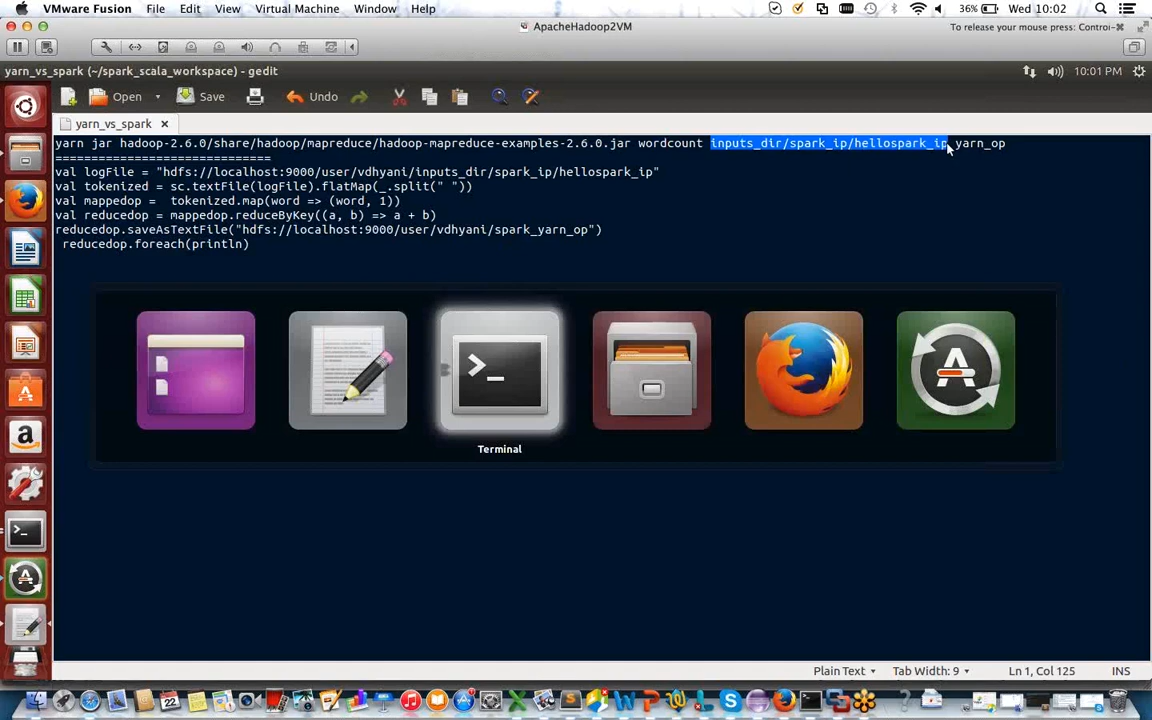 VMware Fusion File Edit View Virtual Machine Window Help 36% Wed 10:02
ApacheHadoop2VM To release your mouse press: Control-⌘
yarn_vs_spark (~/spark_scala_workspace) - gedit 10:01 PM
Open Save Undo
yarn_vs_spark
yarn jar hadoop-2.6.0/share/hadoop/mapreduce/hadoop-mapreduce-examples-2.6.0.jar wordcount inputs_dir/spark_ip/hellospark_ip yarn_op
==============================
val logFile = "hdfs://localhost:9000/user/vdhyani/inputs_dir/spark_ip/hellospark_ip"
val tokenized = sc.textFile(logFile).flatMap(_.split(" "))
val mappedop =  tokenized.map(word => (word, 1))
val reducedop = mappedop.reduceByKey((a, b) => a + b)
reducedop.saveAsTextFile("hdfs://localhost:9000/user/vdhyani/spark_yarn_op")
reducedop.foreach(println)
Terminal
Plain Text Tab Width: 9 Ln 1, Col 125 INS